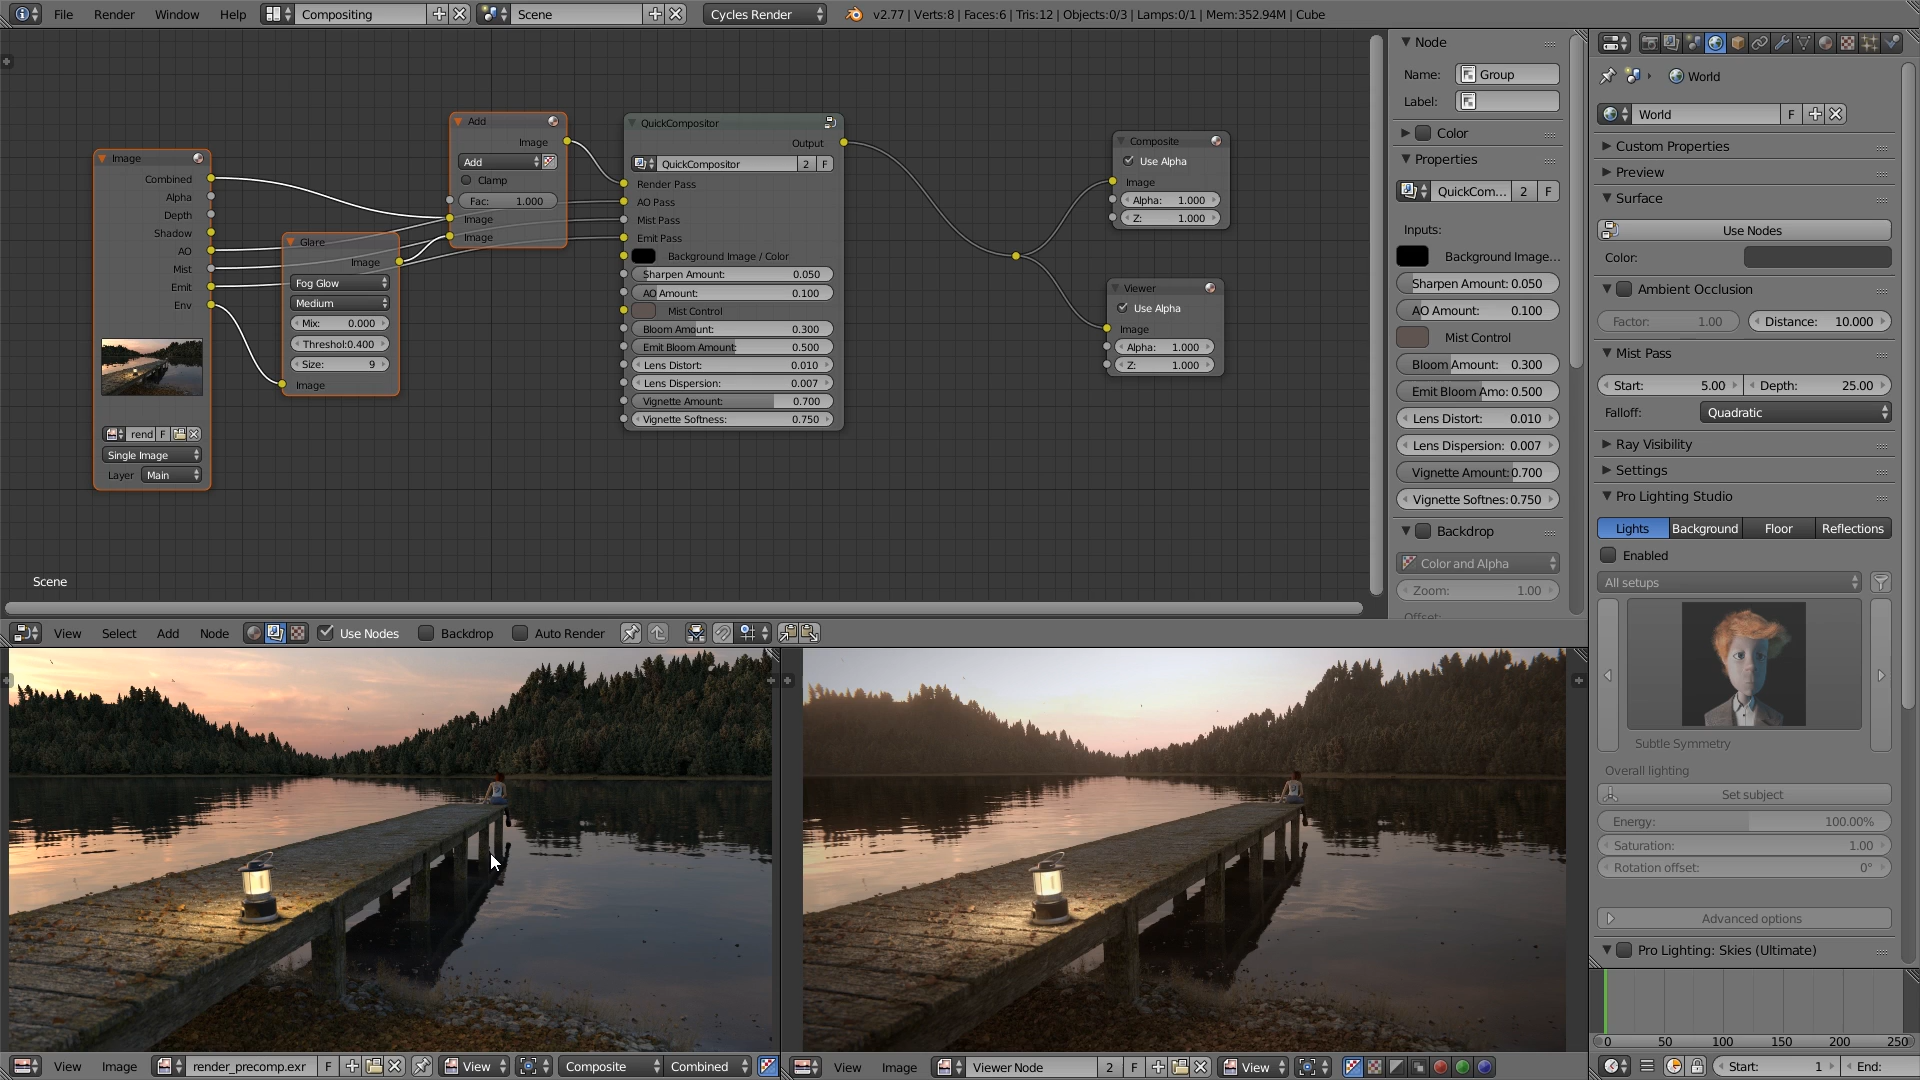 File Render Window Help Compositing Scene Cycles Render v2.77 | Verts:8 | Faces:6 | Tris:12 | Objects:0/3 | Lamps:0/1 | Mem:352.94M | Cube
Image
Combined
Alpha
Depth
Shadow
AO
Mist
Emit
Env
rend F
Single Image
Layer Main
Glare
Image
Fog Glow
Medium
Mix: 0.000
Threshol:0.400
Size: 9
Image
Add
Image
Add
Clamp
Fac: 1.000
Image
Image
QuickCompositor
Output
QuickCompositor 2 F
Render Pass
AO Pass
Mist Pass
Emit Pass
Background Image / Color
Sharpen Amount: 0.050
AO Amount: 0.100
Mist Control
Bloom Amount: 0.300
Emit Bloom Amount: 0.500
Lens Distort: 0.010
Lens Dispersion: 0.007
Vignette Amount: 0.700
Vignette Softness: 0.750
Composite
Use Alpha
Image
Alpha: 1.000
Z: 1.000
Viewer
Use Alpha
Image
Alpha: 1.000
Z: 1.000
Scene
Node
Name: Group
Label:
Color
Properties
QuickCom... 2 F
Inputs:
Background Image...
Sharpen Amount: 0.050
AO Amount: 0.100
Mist Control
Bloom Amount: 0.300
Emit Bloom Amo: 0.500
Lens Distort: 0.010
Lens Dispersion: 0.007
Vignette Amount: 0.700
Vignette Softnes: 0.750
Backdrop
Color and Alpha
Zoom: 1.00
Offset:
World
World F
Custom Properties
Preview
Surface
Use Nodes
Color:
Ambient Occlusion
Factor: 1.00 Distance: 10.000
Mist Pass
Start: 5.00 Depth: 25.00
Falloff: Quadratic
Ray Visibility
Settings
Pro Lighting Studio
Lights Background Floor Reflections
Enabled
All setups
Subtle Symmetry
Overall lighting
Set subject
Energy: 100.00%
Saturation: 1.00
Rotation offset: 0°
Advanced options
Pro Lighting: Skies (Ultimate)
0 50 100 150 200 250
Start: 1 End:
View Select Add Node Use Nodes Backdrop Auto Render
View Image render_precomp.exr F View Composite Combined
View Image Viewer Node 2 F View